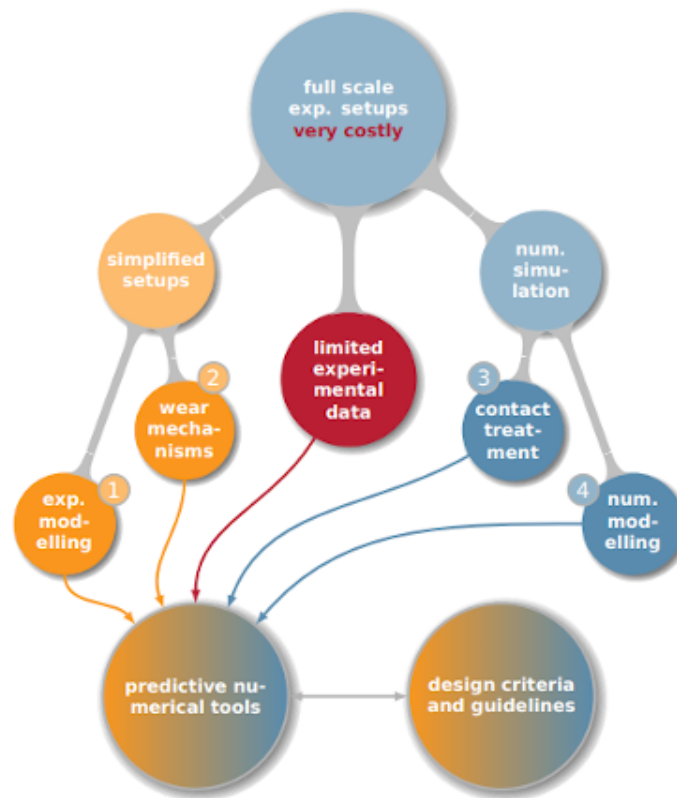 full scale
exp. setups
very costly
simplified
setups
num.
simu-
lation
limited
experi-
mental
data
2
wear
mecha-
nisms
3
contact
treat-
ment
1
exp.
mod-
elling
4
num.
mod-
elling
predictive nu-
merical tools
design criteria
and guidelines